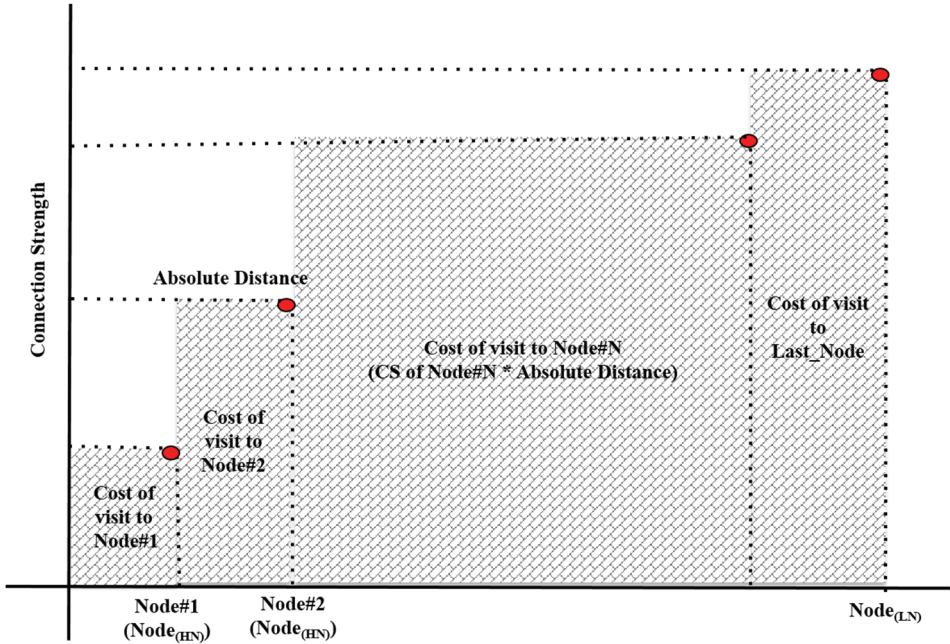 Connection Strength
Absolute Distance
Cost of visit to Node#N
(CS of Node#N * Absolute Distance)
Cost of visit
to
Last_Node
Cost of
visit to
Node#2
Cost of
visit to
Node#1
Node#1
(Node(HN))
Node#2
(Node(HN))
Node(LN)